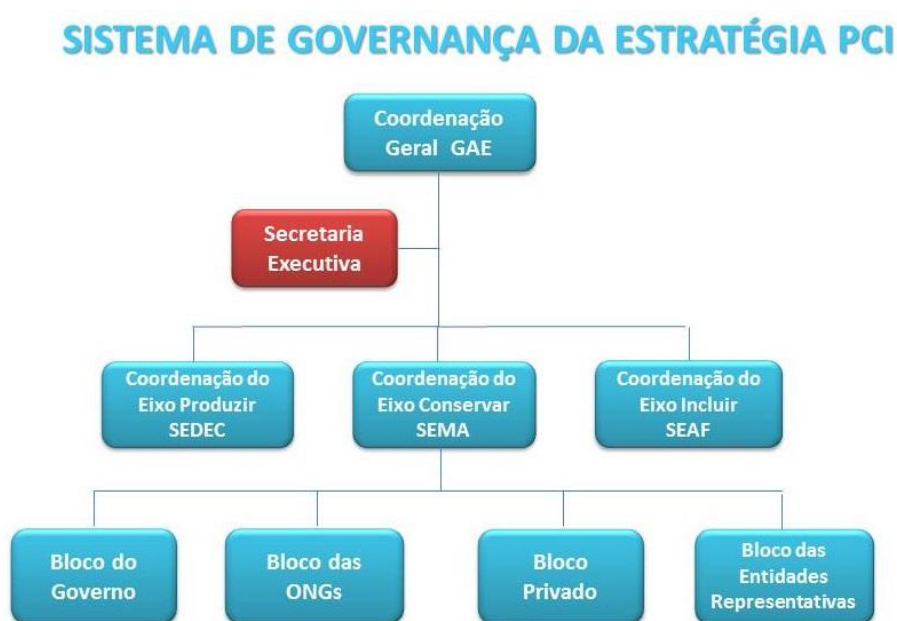 SISTEMA DE GOVERNANÇA DA ESTRATÉGIA PCI
Coordenação
Geral GAE
Secretaria
Executiva
Coordenação do
Eixo Produzir
SEDEC
Coordenação do
Eixo Conservar
SEMA
Coordenação do
Eixo Incluir
SEAF
Bloco do
Governo
Bloco das
ONGs
Bloco
Privado
Bloco das
Entidades
Representativas